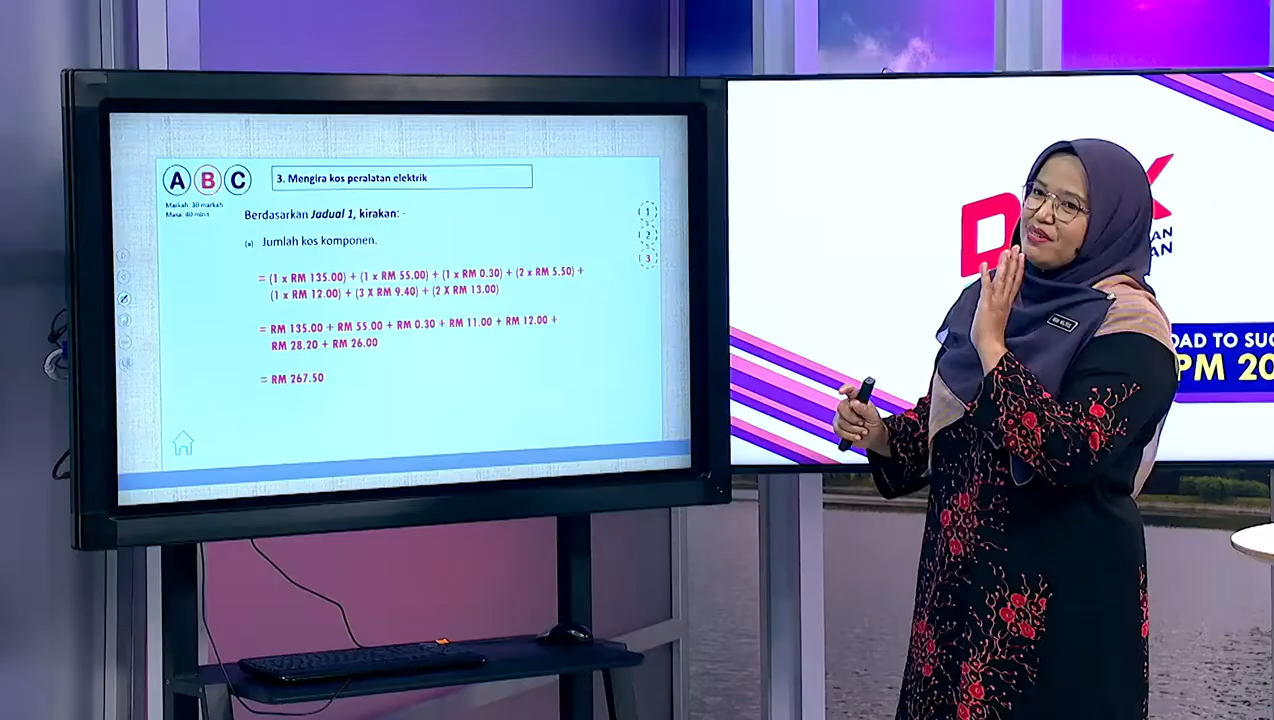 A B C
3. Mengira kos peralatan elektrik
Markah: 30 markah
Masa: 40 minit
Berdasarkan Jadual 1, kirakan: -
(a) Jumlah kos komponen.
= (1 x RM 135.00) + (1 x RM 55.00) + (1 x RM 0.30) + (2 x RM 5.50) +
(1 x RM 12.00) + (3 X RM 9.40) + (2 X RM 13.00)
= RM 135.00 + RM 55.00 + RM 0.30 + RM 11.00 + RM 12.00 +
RM 28.20 + RM 26.00
= RM 267.50
1
2
3
AN
AN
OAD TO SUC
PM 20